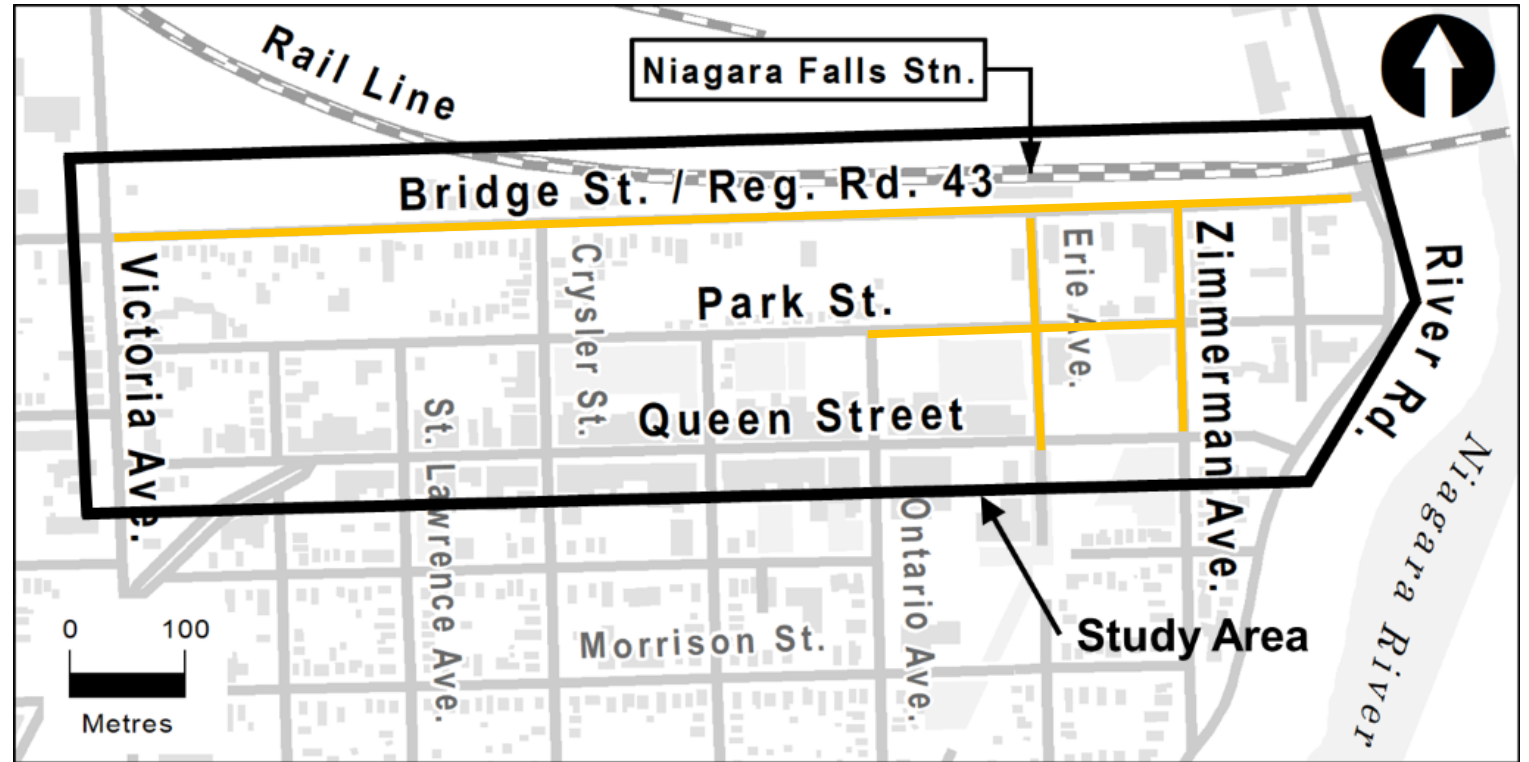 Rail Line
Niagara Falls Stn.
Bridge St. / Reg. Rd. 43
Victoria Ave.
Crysler St.
Park St.
Erie Ave.
Zimmerman Ave.
River Rd.
Queen Street
St. Lawrence Ave.
Ontario Ave.
Niagara River
Morrison St.
Study Area
0 100
Metres